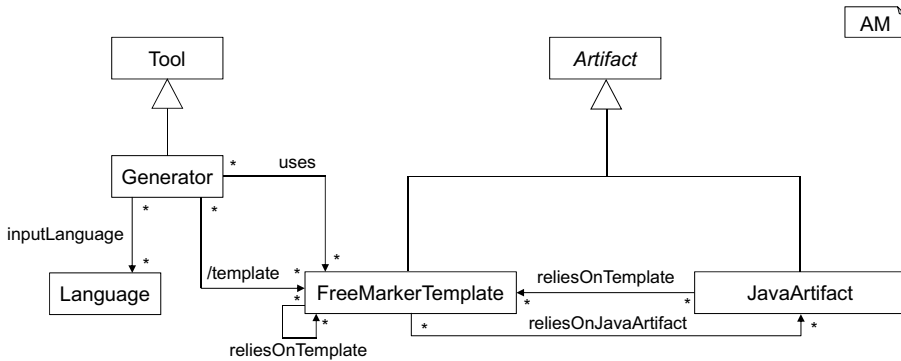 AM
Tool
Artifact
* uses
Generator
*
*
*
inputLanguage
*
/template
*
*
Language
FreeMarkerTemplate
reliesOnTemplate
*
*
JavaArtifact
*
*
reliesOnTemplate
*
reliesOnJavaArtifact
*